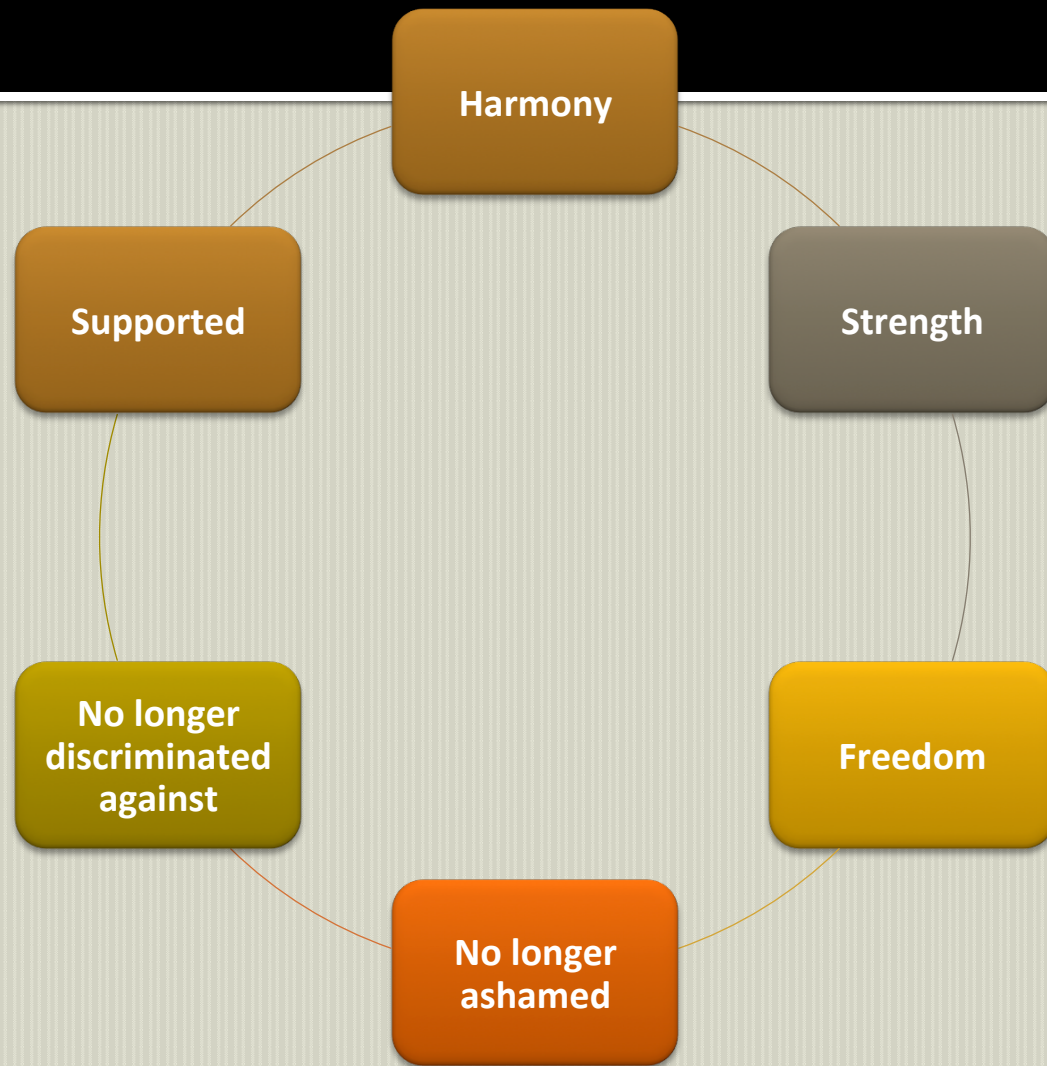 Harmony
Strength
Freedom
No longer
ashamed
No longer
discriminated
against
Supported